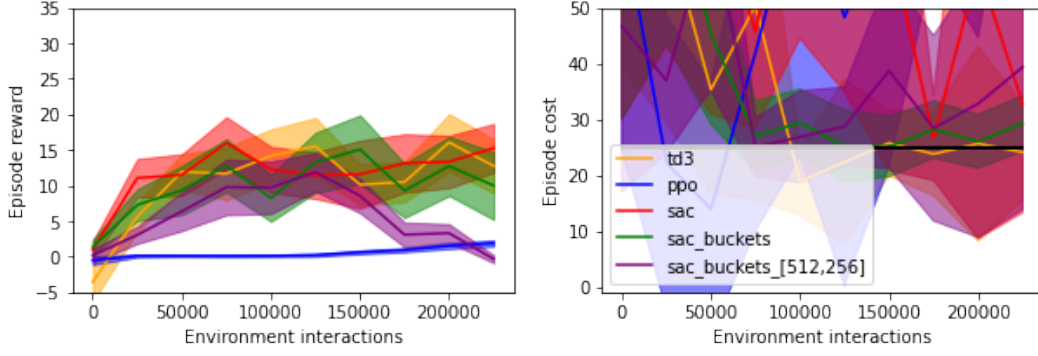 35
30
25
20
15
10
5
0
−5
Episode reward
0
50000
100000
150000
200000
Environment interactions
50
40
30
20
10
0
Episode cost
td3
ppo
sac
sac_buckets
sac_buckets_[512,256]
0
50000
100000
150000
200000
Environment interactions